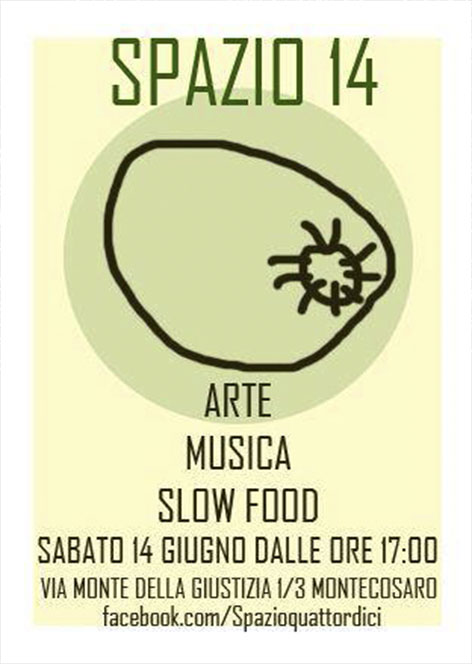 SPAZIO 14
ARTE
MUSICA
SLOW FOOD
SABATO 14 GIUGNO DALLE ORE 17:00
VIA MONTE DELLA GIUSTIZIA 1/3 MONTECOSARO
facebook.com/Spazioquattordici